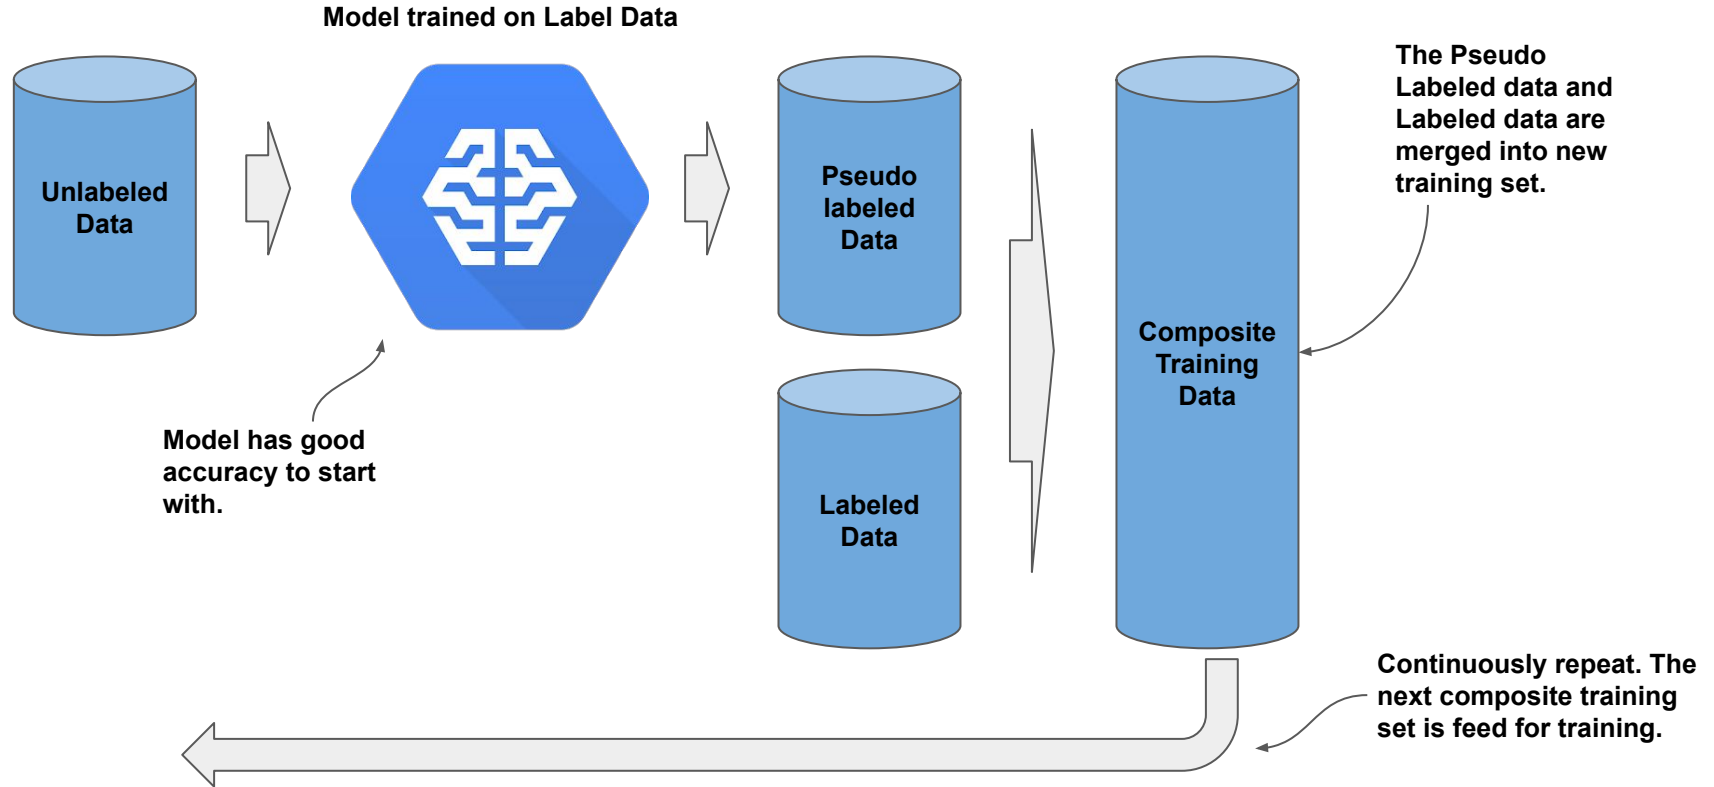 Model trained on Label Data
Unlabeled
Data
Pseudo
labeled
Data
Labeled
Data
Composite
Training
Data
The Pseudo
Labeled data and
Labeled data are
merged into new
training set.
Model has good
accuracy to start
with.
Continuously repeat. The
next composite training
set is feed for training.